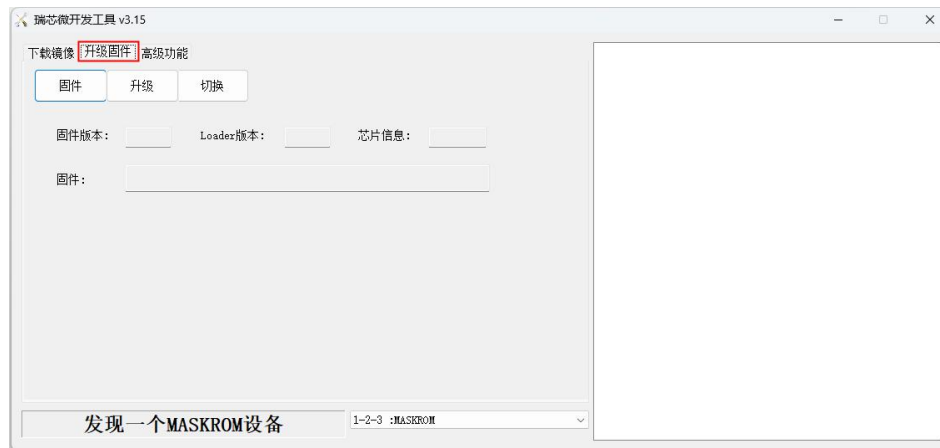 瑞芯微开发工具 v3.15
下载镜像 升级固件 高级功能
固件 升级 切换
固件版本: Loader版本: 芯片信息:
固件:
发现一个MASKROM设备 1-2-3 :MASKROM